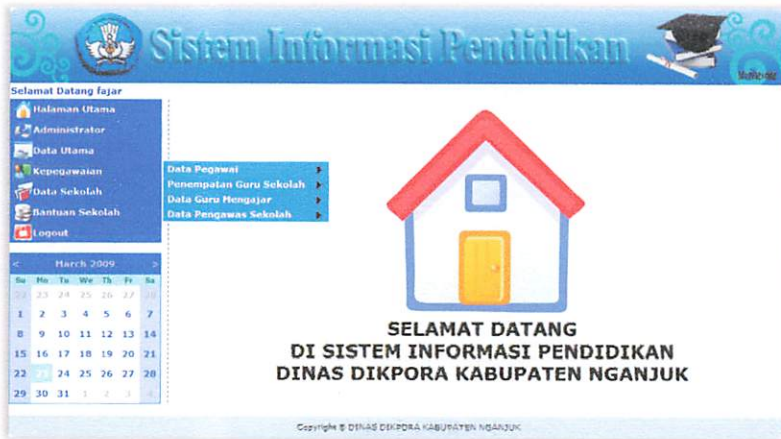 Sistem Informasi Pendidikan
Selamat Datang fajar
Halaman Utama
Administrator
Data Utama
Kepegawaian
Data Sekolah
Bantuan Sekolah
Logout
Data Pegawai
Penempatan Guru Sekolah
Data Guru Mengajar
Data Pengawas Sekolah
< March 2009 >
Su Mo Tu We Th Fr Sa
22 23 24 25 26 27 28
1 2 3 4 5 6 7
8 9 10 11 12 13 14
15 16 17 18 19 20 21
22 23 24 25 26 27 28
29 30 31 1 2 3 4
SELAMAT DATANG
DI SISTEM INFORMASI PENDIDIKAN
DINAS DIKPORA KABUPATEN NGANJUK
Copyright © DINAS DIKPORA KABUPATEN NGANJUK